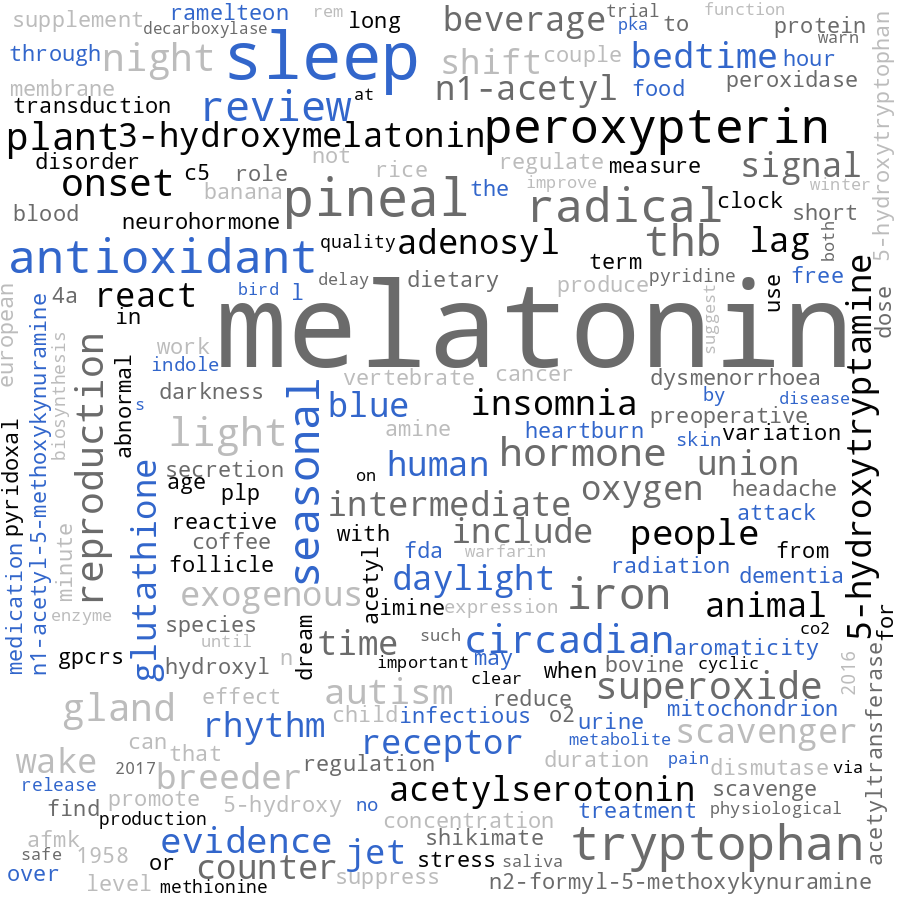 supplement
ramelteon
rem
long
beverage
trial
function
decarboxylase
pka
to
protein
warn
through
night
sleep
shift
couple
bedtime
hour
5-hydroxytryptophan
membrane
n1-acetyl
food
peroxidase
transduction
review
at
plant
3-hydroxymelatonin
peroxypterin
disorder
c5
role
not
rice
regulate
measure
signal
onset
banana
pineal
the
improve
winter
blood
neurohormone
radical
clock
short
antioxidant
quality
adenosyl
thb
lag
both
term
european
4a
react
bird
l
delay
dietary
produce
pyridine
use
free
dose
in
melatonin
suggest
n1-acetyl-5-methoxykynuramine
biosynthesis
reproduction
abnormal
work
indole
vertebrate
cancer
dysmenorrhoea
5-hydroxytryptamine
s
darkness
seasonal
blue
insomnia
by
disease
preoperative
pyridoxal
light
amine
heartburn
skin
variation
glutathione
secretion
human
hormone
union
age
plp
on
intermediate
oxygen
headache
minute
reactive
with
include
people
attack
coffee
follicle
fda
warfarin
from
medication
acetyl
daylight
radiation
dementia
exogenous
imine
expression
iron
animal
enzyme
species
dream
time
such
circadian
co2
for
until
aromaticity
gpcrs
hydroxyl
n
important
may
when
bovine
cyclic
clear
2016
acetyltransferase
gland
effect
autism
reduce
superoxide
rhythm
child
infectious
o2
urine
mitochondrion
can
that
receptor
metabolite
scavenger
wake
2017
regulation
duration
pain
dismutase
via
release
breeder
acetylserotonin
scavenge
find
promote
5-hydroxy
no
treatment
physiological
production
concentration
afmk
evidence
shikimate
tryptophan
safe
1958
or
counter
jet
stress
saliva
over
level
methionine
suppress
n2-formyl-5-methoxykynuramine